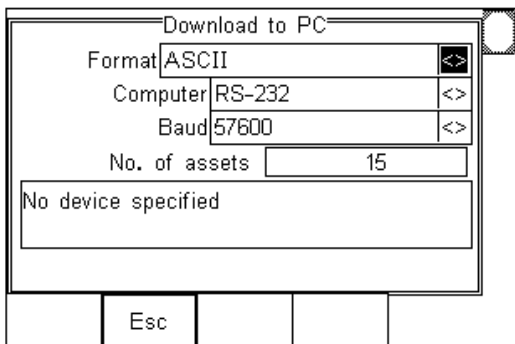 Download to PC
Format ASCII <>
Computer RS-232 <>
Baud 57600 <>
No. of assets 15
No device specified
Esc